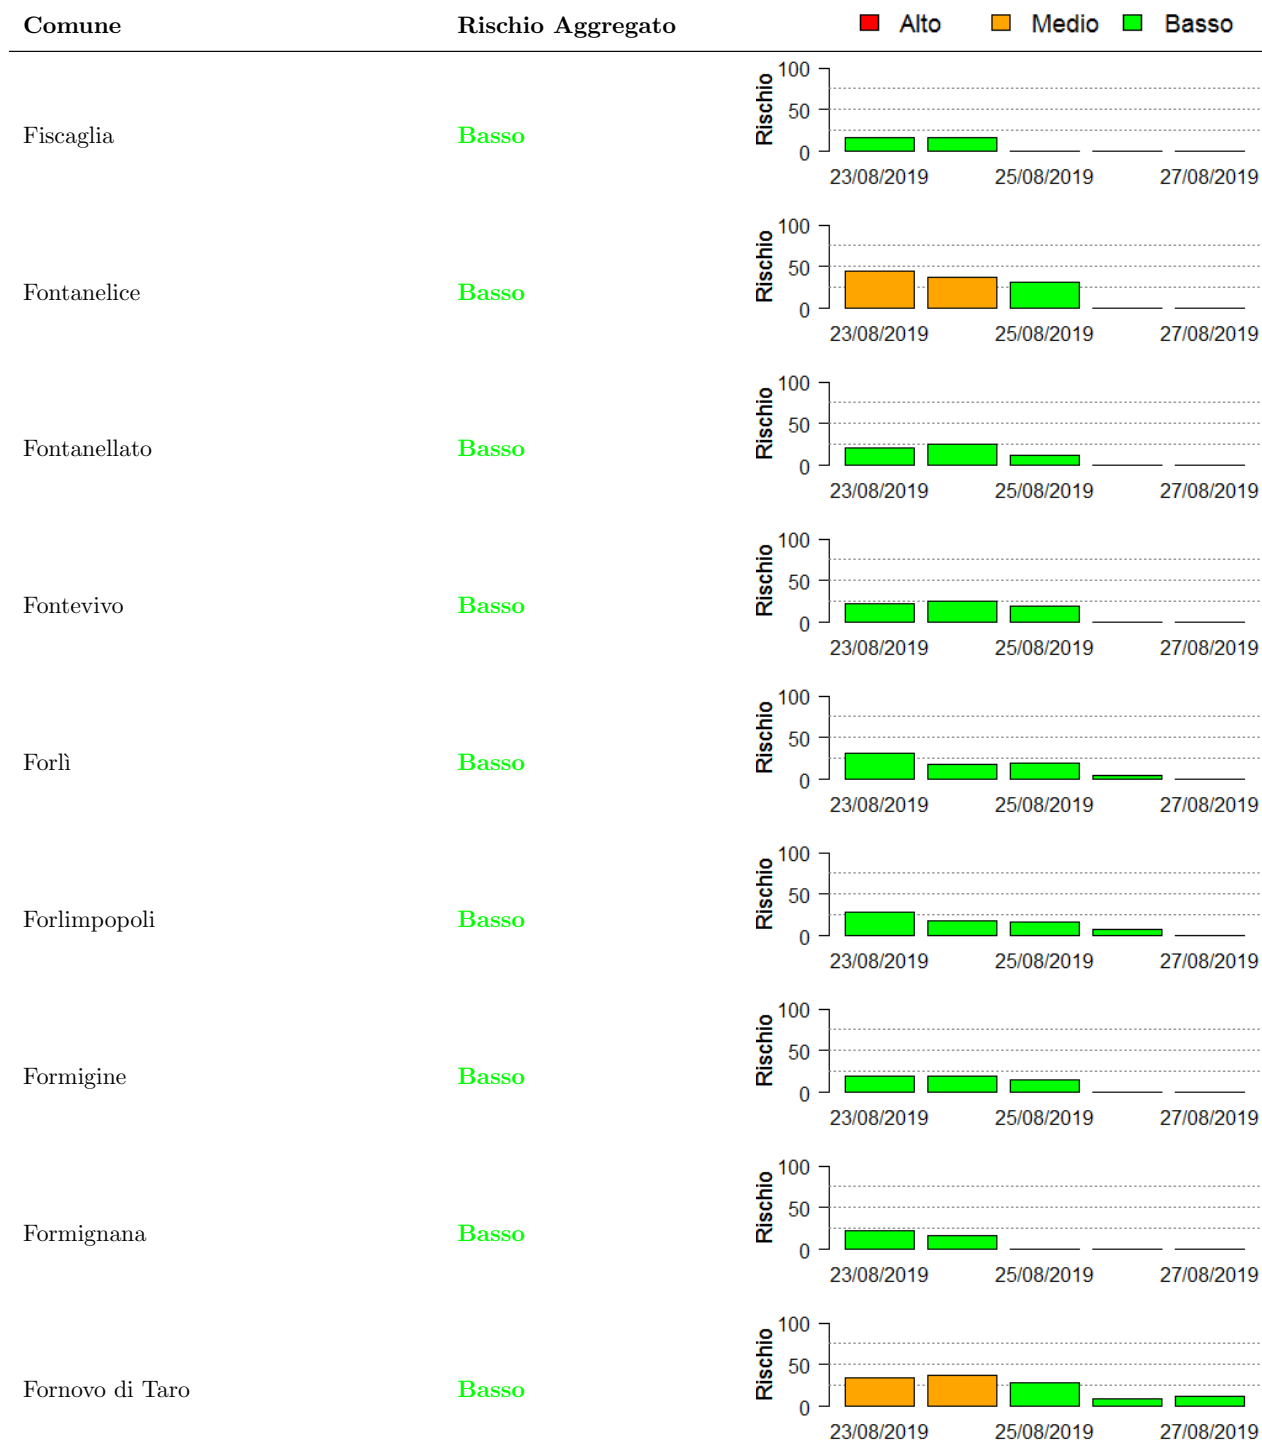 Comune Rischio Aggregato Alto Medio Basso
Fiscaglia Basso Rischio 100 50 0
23/08/2019 25/08/2019 27/08/2019
Fontanelice Basso Rischio 100 50 0
23/08/2019 25/08/2019 27/08/2019
Fontanellato Basso Rischio 100 50 0
23/08/2019 25/08/2019 27/08/2019
Fontevivo Basso Rischio 100 50 0
23/08/2019 25/08/2019 27/08/2019
Forlì Basso Rischio 100 50 0
23/08/2019 25/08/2019 27/08/2019
Forlimpopoli Basso Rischio 100 50 0
23/08/2019 25/08/2019 27/08/2019
Formigine Basso Rischio 100 50 0
23/08/2019 25/08/2019 27/08/2019
Formignana Basso Rischio 100 50 0
23/08/2019 25/08/2019 27/08/2019
Fornovo di Taro Basso Rischio 100 50 0
23/08/2019 25/08/2019 27/08/2019